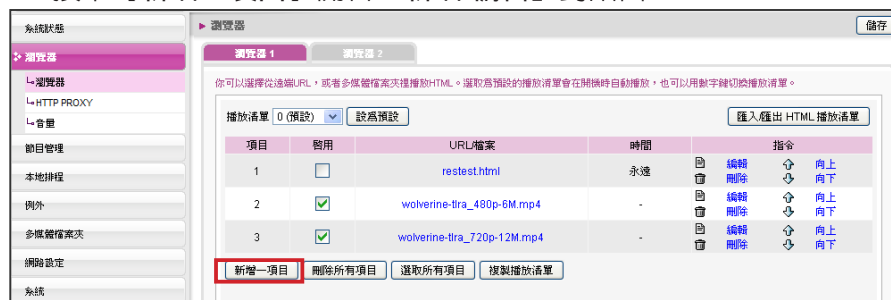 系統狀態
瀏覽器
儲存
瀏覽器
瀏覽器 1
瀏覽器 2
瀏覽器
HTTP PROXY
音量
節目管理
本地排程
例外
多媒體檔案夾
網路設定
系統
你可以選擇從遠端URL,或者多媒體檔案夾裡播放HTML。選取為預設的播放清單會在開機時自動播放,也可以用數字鍵切換播放清單。
播放清單 0 (預設) 設為預設 匯入/匯出 HTML 播放清單
項目 啓用 URL/檔案 時間 指令
1 restest.html 永遠 編輯 向上
刪除 向下
2 wolverine-tlra_480p-6M.mp4 - 編輯 向上
刪除 向下
3 wolverine-tlra_720p-12M.mp4 - 編輯 向上
刪除 向下
新增一項目 刪除所有項目 選取所有項目 複製播放清單